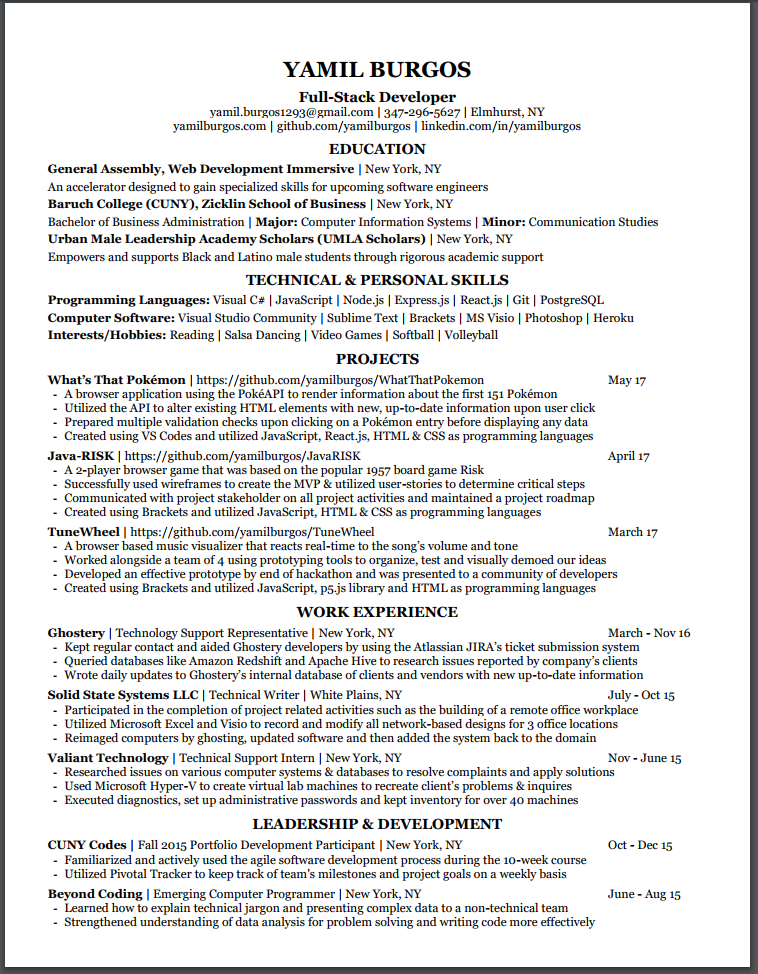 YAMIL BURGOS
Full-Stack Developer
yamil.burgos1293@gmail.com | 347-296-5627 | Elmhurst, NY
yamilburgos.com | github.com/yamilburgos | linkedin.com/in/yamilburgos
EDUCATION
General Assembly, Web Development Immersive | New York, NY
An accelerator designed to gain specialized skills for upcoming software engineers
Baruch College (CUNY), Zicklin School of Business | New York, NY
Bachelor of Business Administration | Major: Computer Information Systems | Minor: Communication Studies
Urban Male Leadership Academy Scholars (UMLA Scholars) | New York, NY
Empowers and supports Black and Latino male students through rigorous academic support
TECHNICAL & PERSONAL SKILLS
Programming Languages: Visual C# | JavaScript | Node.js | Express.js | React.js | Git | PostgreSQL
Computer Software: Visual Studio Community | Sublime Text | Brackets | MS Visio | Photoshop | Heroku
Interests/Hobbies: Reading | Salsa Dancing | Video Games | Softball | Volleyball
PROJECTS
What's That Pokémon | https://github.com/yamilburgos/WhatThatPokemon May 17
- A browser application using the PokéAPI to render information about the first 151 Pokémon
- Utilized the API to alter existing HTML elements with new, up-to-date information upon user click
- Prepared multiple validation checks upon clicking on a Pokémon entry before displaying any data
- Created using VS Codes and utilized JavaScript, React.js, HTML & CSS as programming languages
Java-RISK | https://github.com/yamilburgos/JavaRISK April 17
- A 2-player browser game that was based on the popular 1957 board game Risk
- Successfully used wireframes to create the MVP & utilized user-stories to determine critical steps
- Communicated with project stakeholder on all project activities and maintained a project roadmap
- Created using Brackets and utilized JavaScript, HTML & CSS as programming languages
TuneWheel | https://github.com/yamilburgos/TuneWheel March 17
- A browser based music visualizer that reacts real-time to the song's volume and tone
- Worked alongside a team of 4 using prototyping tools to organize, test and visually demoed our ideas
- Developed an effective prototype by end of hackathon and was presented to a community of developers
- Created using Brackets and utilized JavaScript, p5.js library and HTML as programming languages
WORK EXPERIENCE
Ghostery | Technology Support Representative | New York, NY March - Nov 16
- Kept regular contact and aided Ghostery developers by using the Atlassian JIRA's ticket submission system
- Queried databases like Amazon Redshift and Apache Hive to research issues reported by company's clients
- Wrote daily updates to Ghostery's internal database of clients and vendors with new up-to-date information
Solid State Systems LLC | Technical Writer | White Plains, NY July - Oct 15
- Participated in the completion of project related activities such as the building of a remote office workplace
- Utilized Microsoft Excel and Visio to record and modify all network-based designs for 3 office locations
- Reimaged computers by ghosting, updated software and then added the system back to the domain
Valiant Technology | Technical Support Intern | New York, NY Nov - June 15
- Researched issues on various computer systems & databases to resolve complaints and apply solutions
- Used Microsoft Hyper-V to create virtual lab machines to recreate client's problems & inquires
- Executed diagnostics, set up administrative passwords and kept inventory for over 40 machines
LEADERSHIP & DEVELOPMENT
CUNY Codes | Fall 2015 Portfolio Development Participant | New York, NY Oct - Dec 15
- Familiarized and actively used the agile software development process during the 10-week course
- Utilized Pivotal Tracker to keep track of team's milestones and project goals on a weekly basis
Beyond Coding | Emerging Computer Programmer | New York, NY June - Aug 15
- Learned how to explain technical jargon and presenting complex data to a non-technical team
- Strengthened understanding of data analysis for problem solving and writing code more effectively